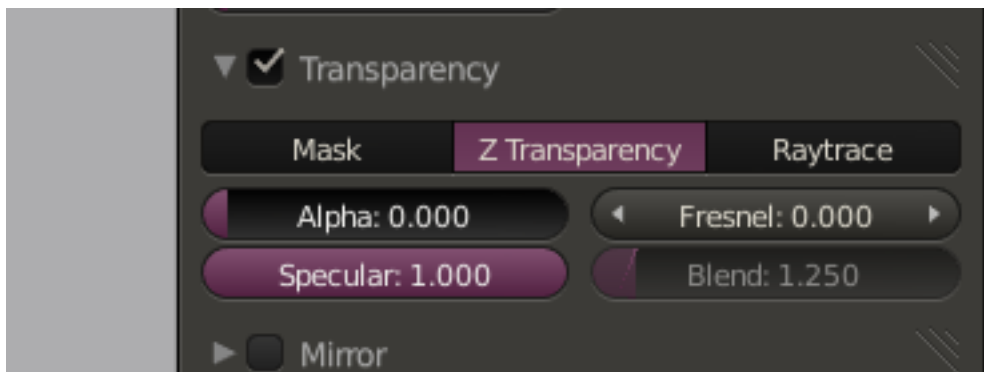 Transparency
Mask Z Transparency Raytrace
Alpha: 0.000 Fresnel: 0.000
Specular: 1.000 Blend: 1.250
Mirror